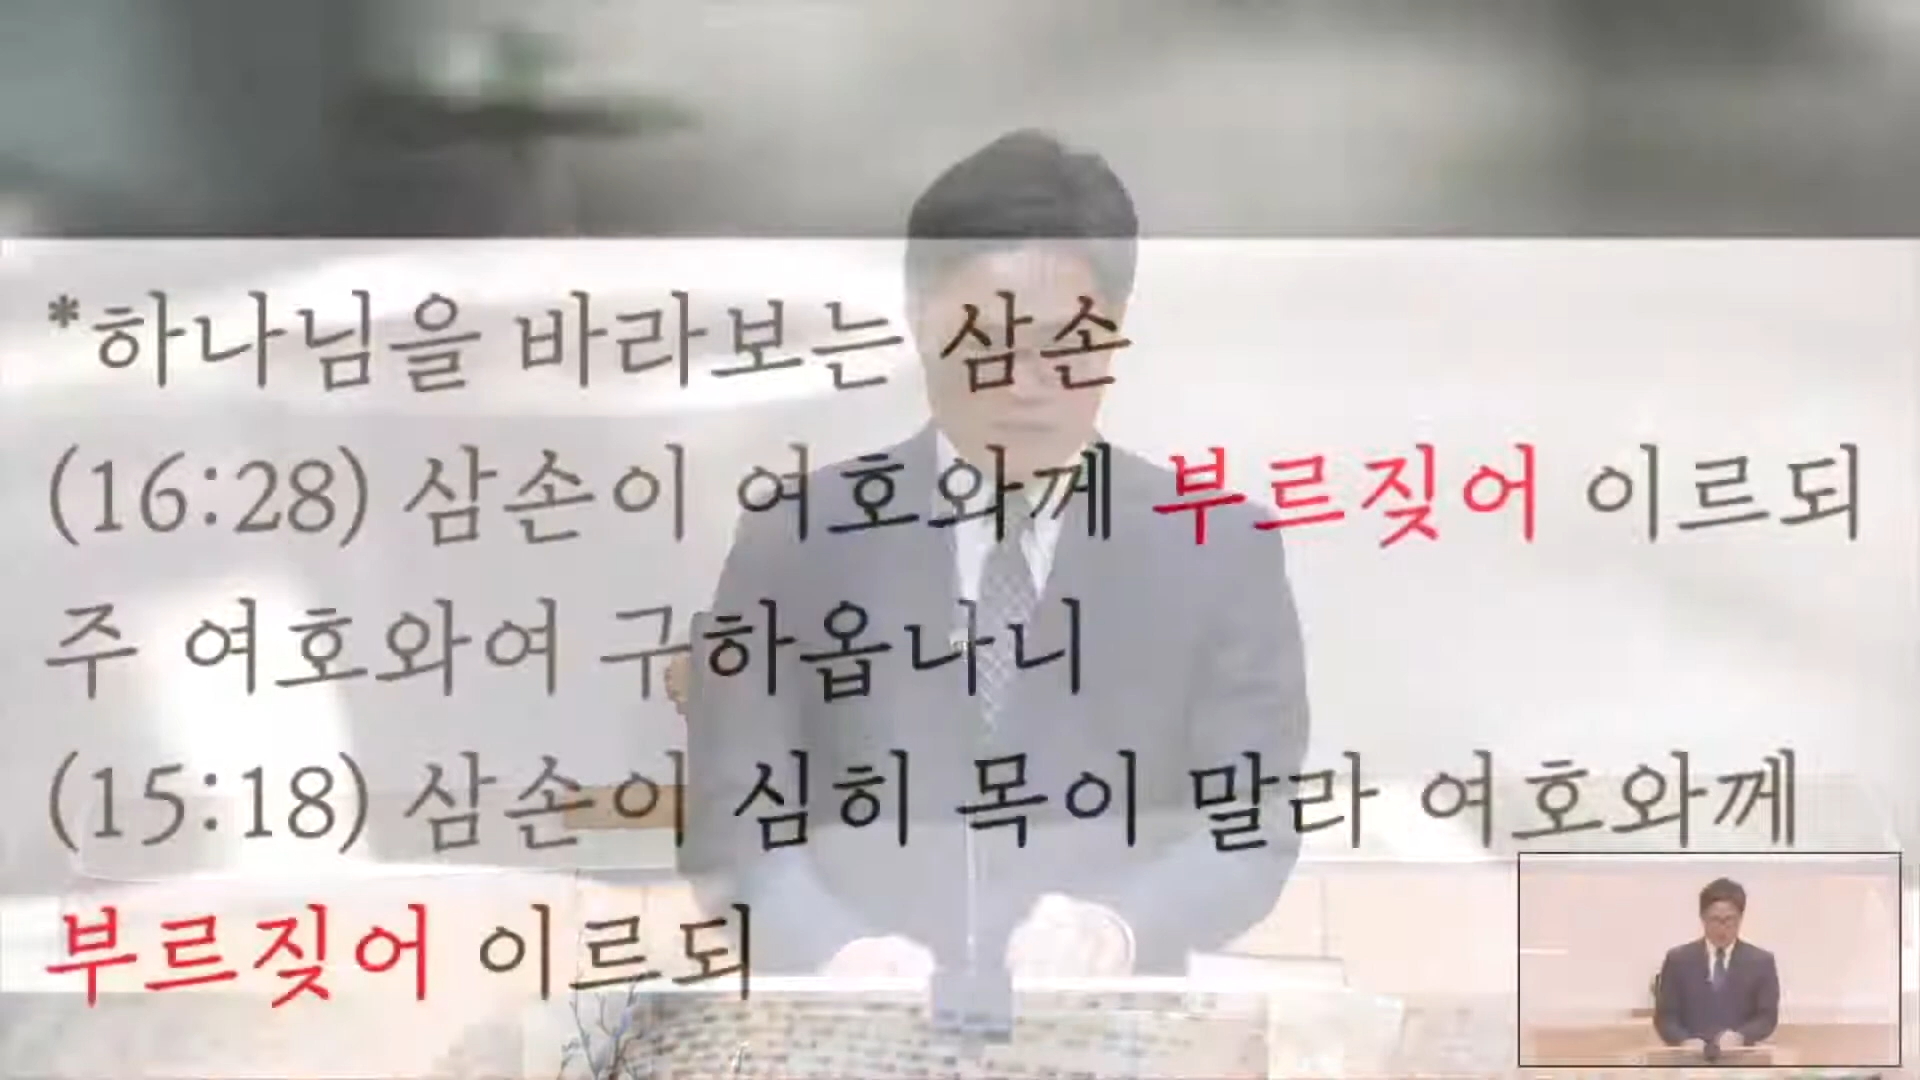 *하나님을 바라보는 삼손
(16:28) 삼손이 여호와께 부르짖어 이르되
주 여호와여 구하옵나니
(15:18) 삼손이 심히 목이 말라 여호와께
부르짖어 이르되